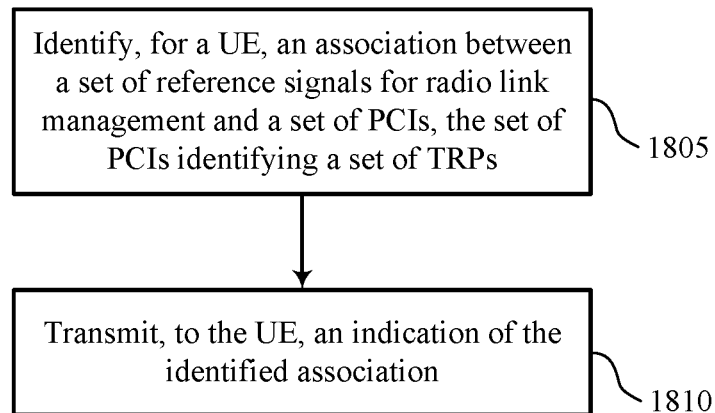 Identify, for a UE, an association between
a set of reference signals for radio link
management and a set of PCIs, the set of
PCIs identifying a set of TRPs
1805
Transmit, to the UE, an indication of the
identified association
1810